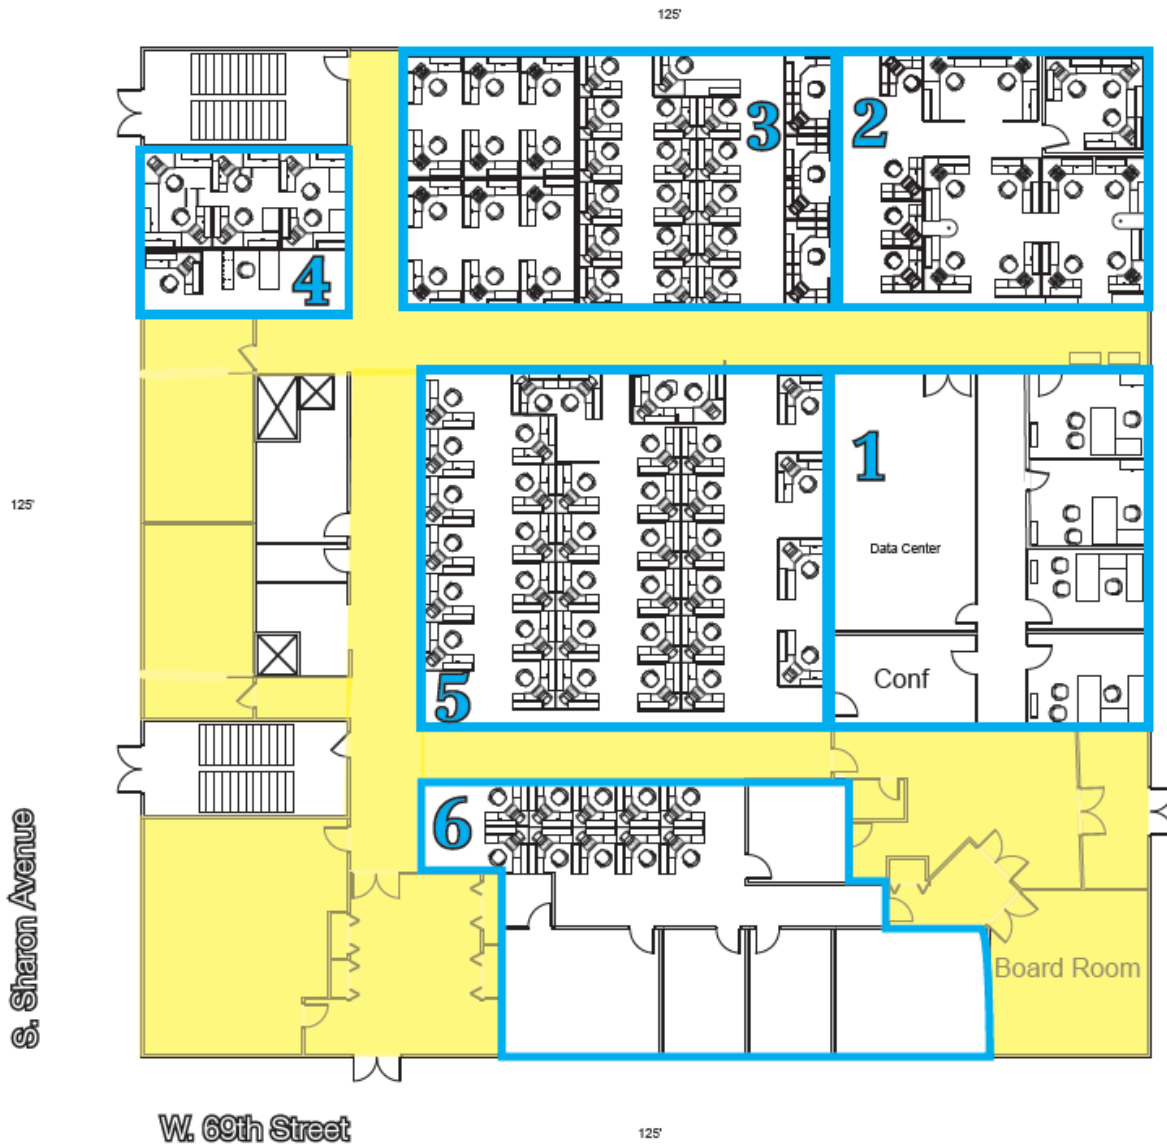 125'
3
2
4
125'
1
Data Center
Conf
5
6
Board Room
S. Sharon Avenue
W. 69th Street
125'